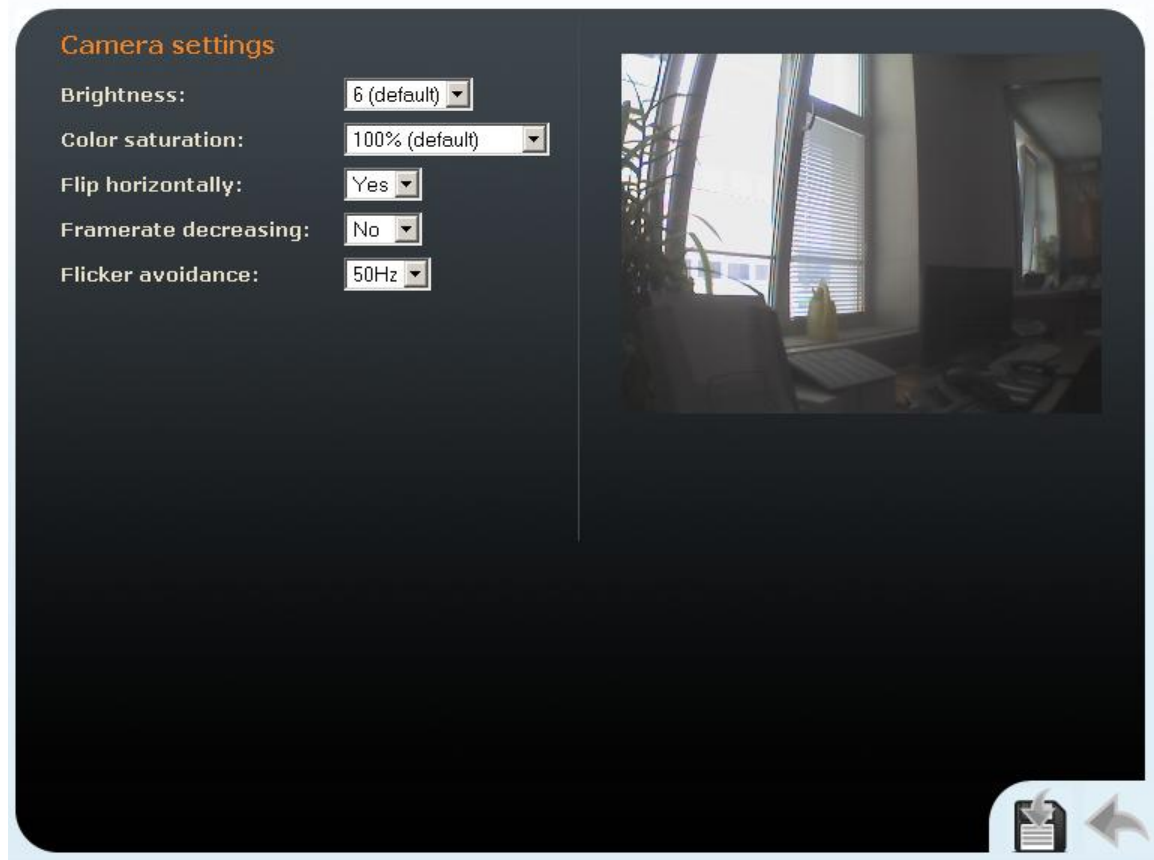 Camera settings
Brightness: 6 (default)
Color saturation: 100% (default)
Flip horizontally: Yes
Framerate decreasing: No
Flicker avoidance: 50Hz